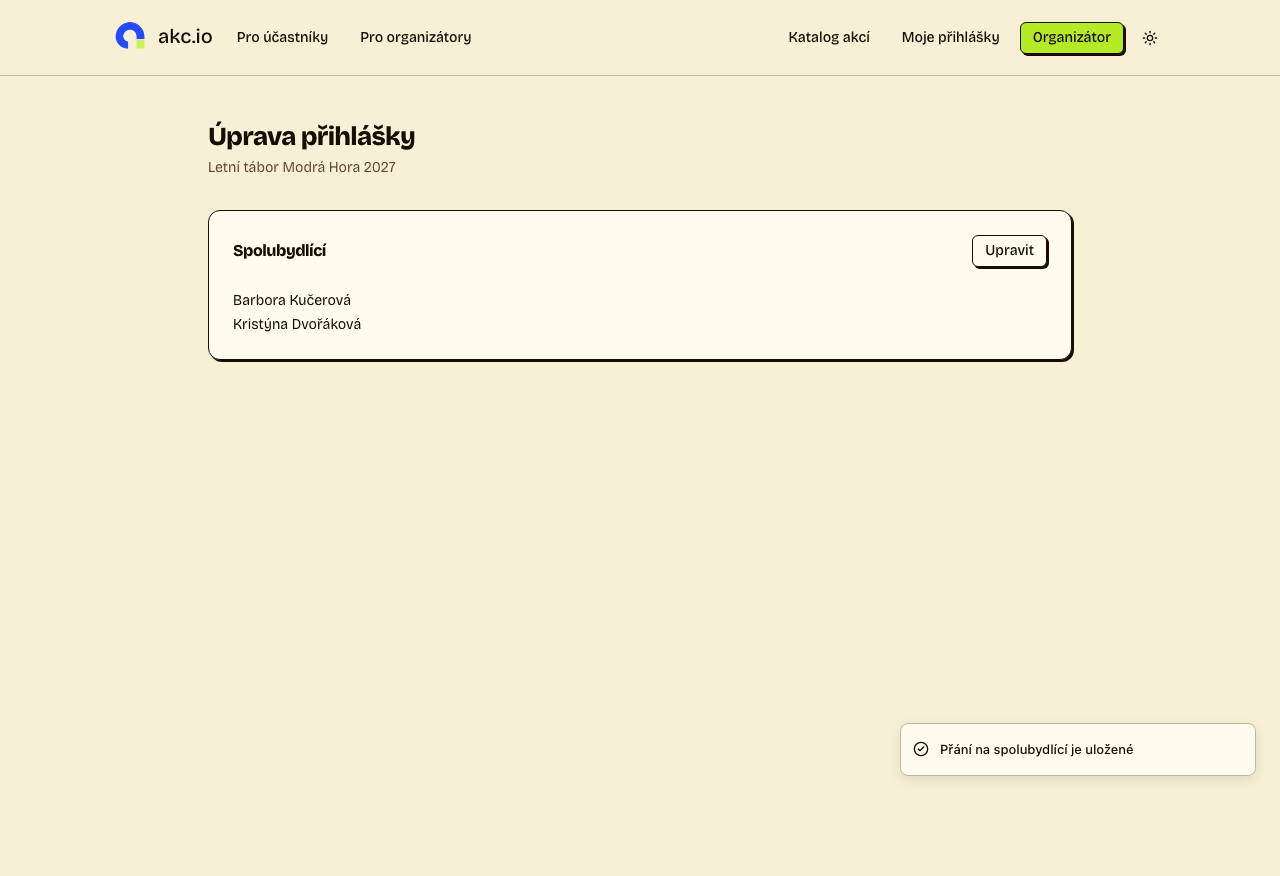 akc.io
Pro účastníky
Pro organizátory
Katalog akcí
Moje přihlášky
Organizátor
Úprava přihlášky
Letní tábor Modrá Hora 2027
Spolubydlící
Upravit
Barbora Kučerová
Kristýna Dvořáková
Přání na spolubydlící je uložené